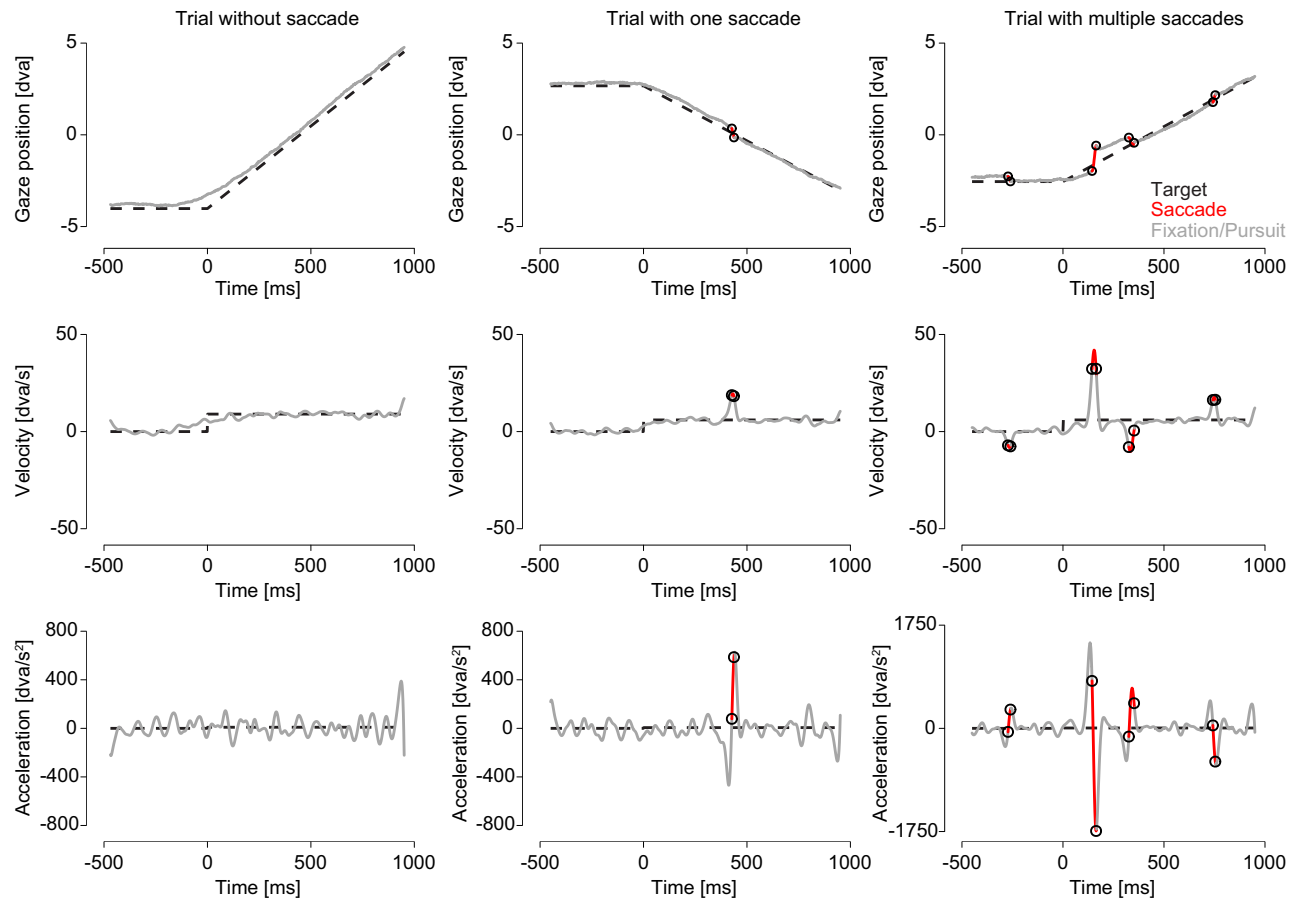 Trial without saccade
Trial with one saccade
Trial with multiple saccades
Gaze position [dva]
5
0
-5
-500 0 500 1000
Time [ms]
Gaze position [dva]
5
0
-5
-500 0 500 1000
Time [ms]
Gaze position [dva]
5
0
-5
Target
Saccade
Fixation/Pursuit
-500 0 500 1000
Time [ms]
Velocity [dva/s]
50
0
-50
-500 0 500 1000
Time [ms]
Velocity [dva/s]
50
0
-50
-500 0 500 1000
Time [ms]
Velocity [dva/s]
50
0
-50
-500 0 500 1000
Time [ms]
Acceleration [dva/s²]
800
400
0
-400
-800
-500 0 500 1000
Time [ms]
Acceleration [dva/s²]
800
400
0
-400
-800
-500 0 500 1000
Time [ms]
Acceleration [dva/s²]
1750
0
-1750
-500 0 500 1000
Time [ms]